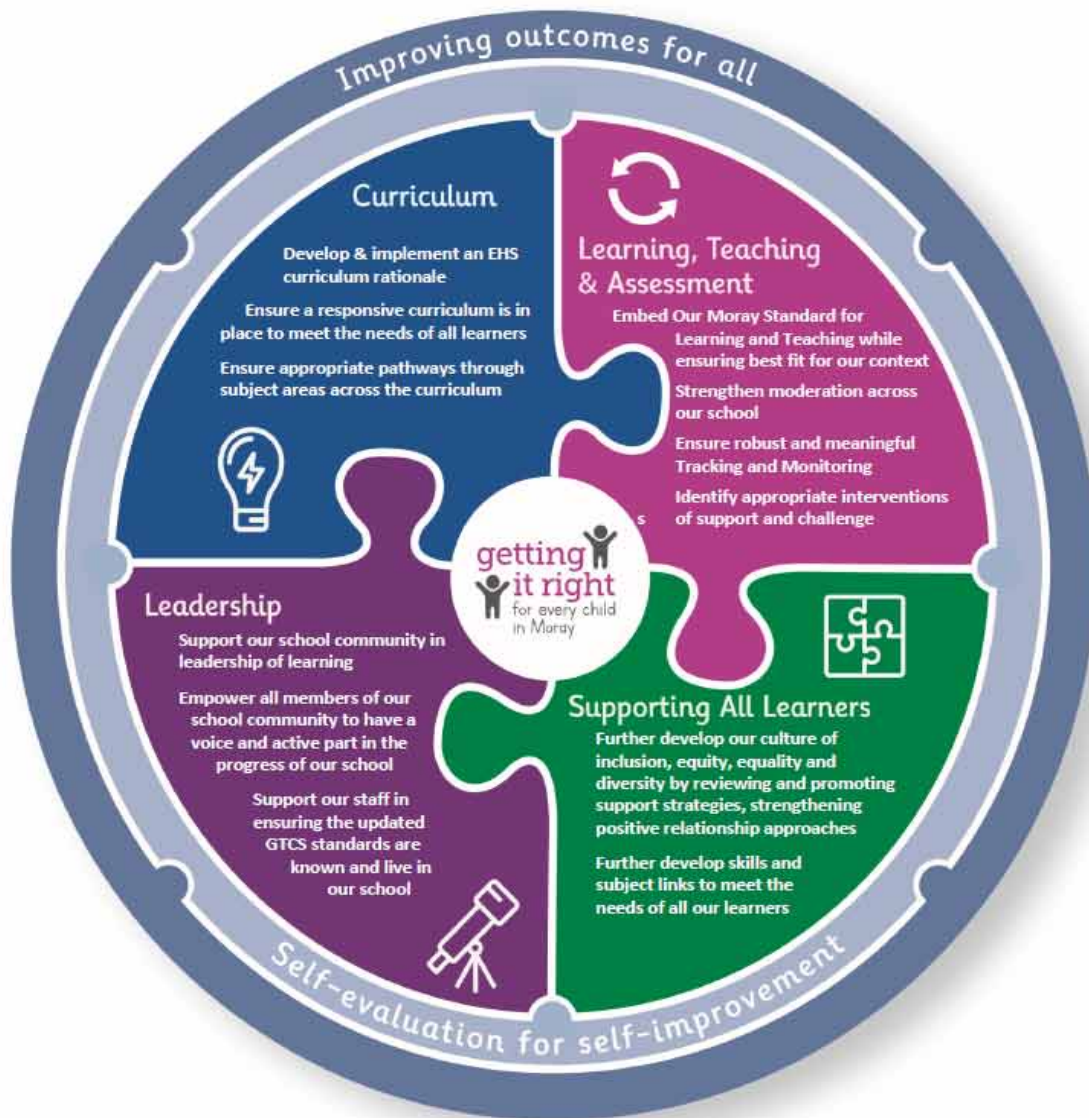 Improving outcomes for all
Curriculum
Develop & implement an EHS
curriculum rationale
Ensure a responsive curriculum is in
place to meet the needs of all learners
Ensure appropriate pathways through
subject areas across the curriculum
Learning, Teaching
& Assessment
Embed Our Moray Standard for
Learning and Teaching while
ensuring best fit for our context
Strengthen moderation across
our school
Ensure robust and meaningful
Tracking and Monitoring
Identify appropriate interventions
s of support and challenge
getting
it right
for every child
in Moray
Leadership
Support our school community in
leadership of learning
Empower all members of our
school community to have a
voice and active part in the
progress of our school
Support our staff in
ensuring the updated
GTCS standards are
known and live in
our school
Supporting All Learners
Further develop our culture of
inclusion, equity, equality and
diversity by reviewing and promoting
support strategies, strengthening
positive relationship approaches
Further develop skills and
subject links to meet the
needs of all our learners
Self-evaluation for self-improvement